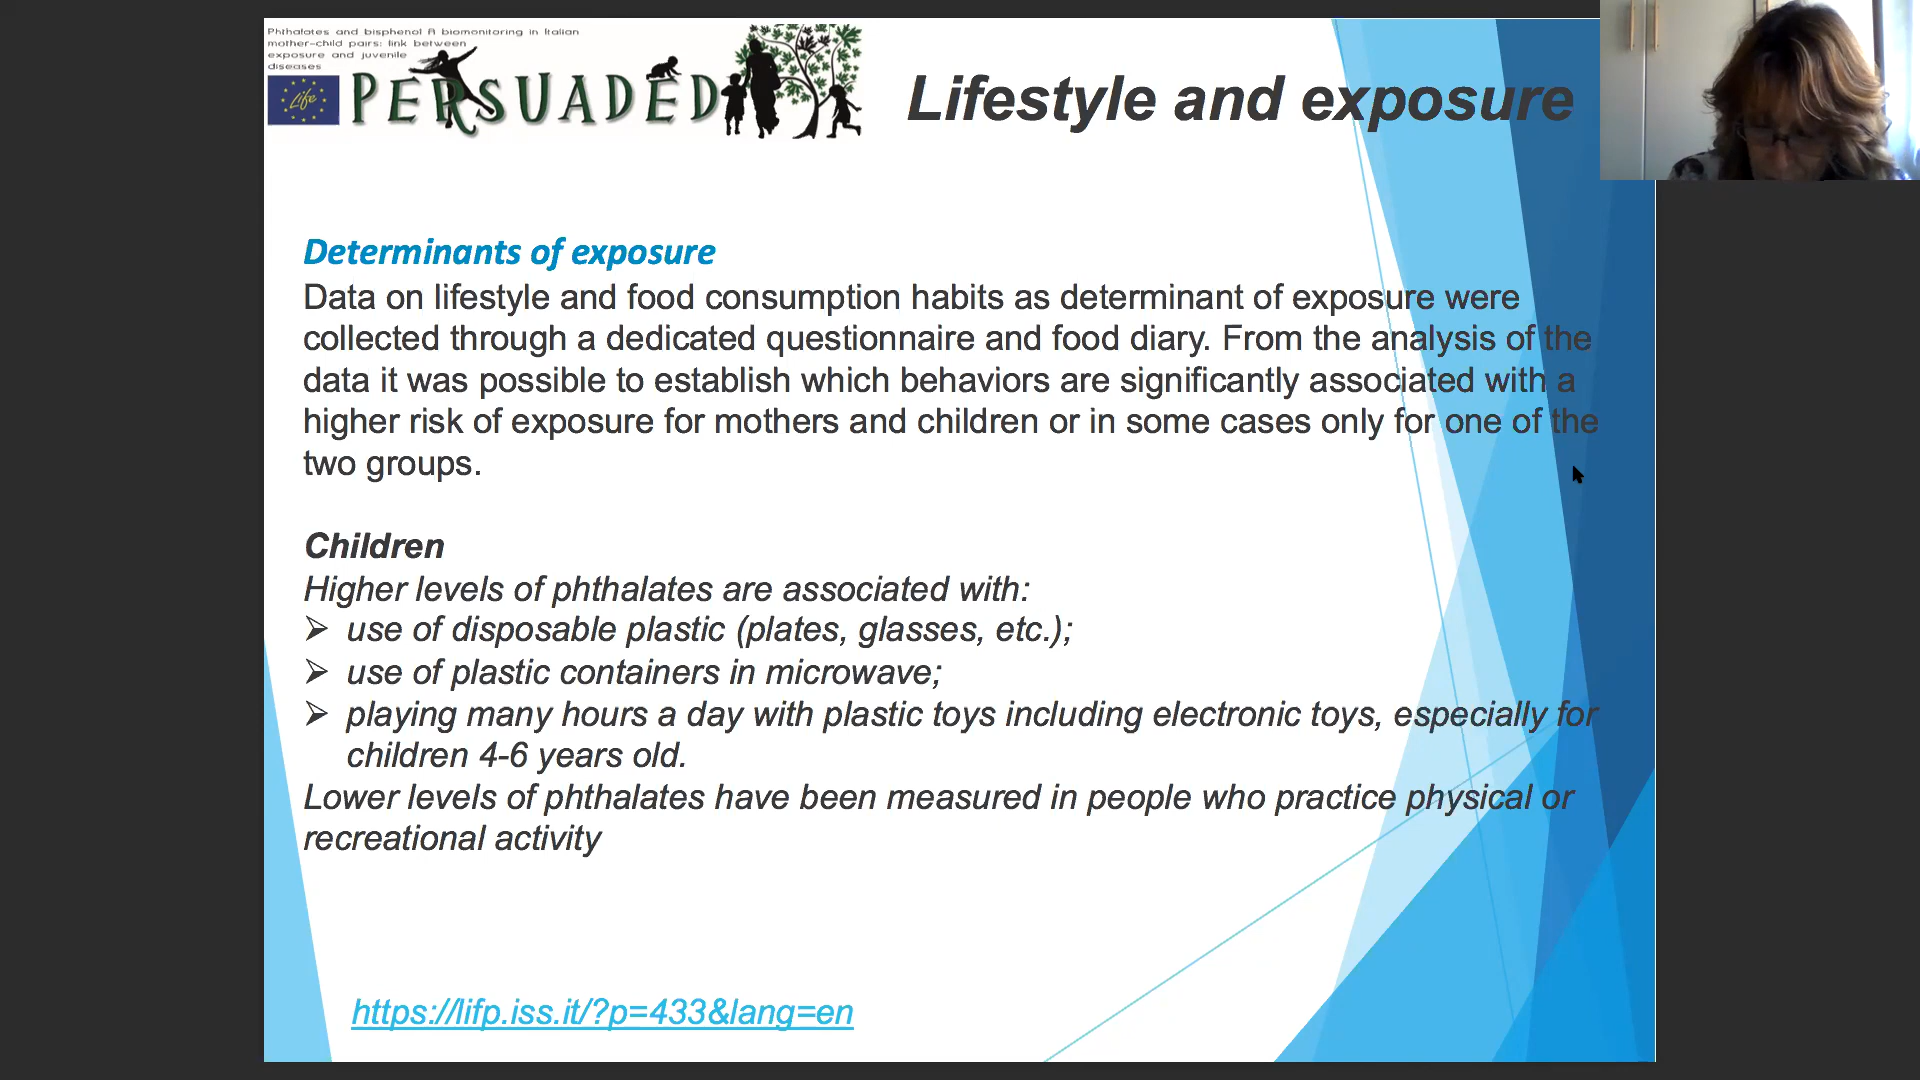 Phthalates and bisphenol A biomonitoring in Italian
mother-child pairs: link between
exposure and juvenile
diseases
Life
PERSUADED
Lifestyle and exposure
Determinants of exposure
Data on lifestyle and food consumption habits as determinant of exposure were
collected through a dedicated questionnaire and food diary. From the analysis of the
data it was possible to establish which behaviors are significantly associated with a
higher risk of exposure for mothers and children or in some cases only for one of the
two groups.
Children
Higher levels of phthalates are associated with:
➢ use of disposable plastic (plates, glasses, etc.);
➢ use of plastic containers in microwave;
➢ playing many hours a day with plastic toys including electronic toys, especially for
children 4-6 years old.
Lower levels of phthalates have been measured in people who practice physical or
recreational activity
https://lifp.iss.it/?p=433&lang=en